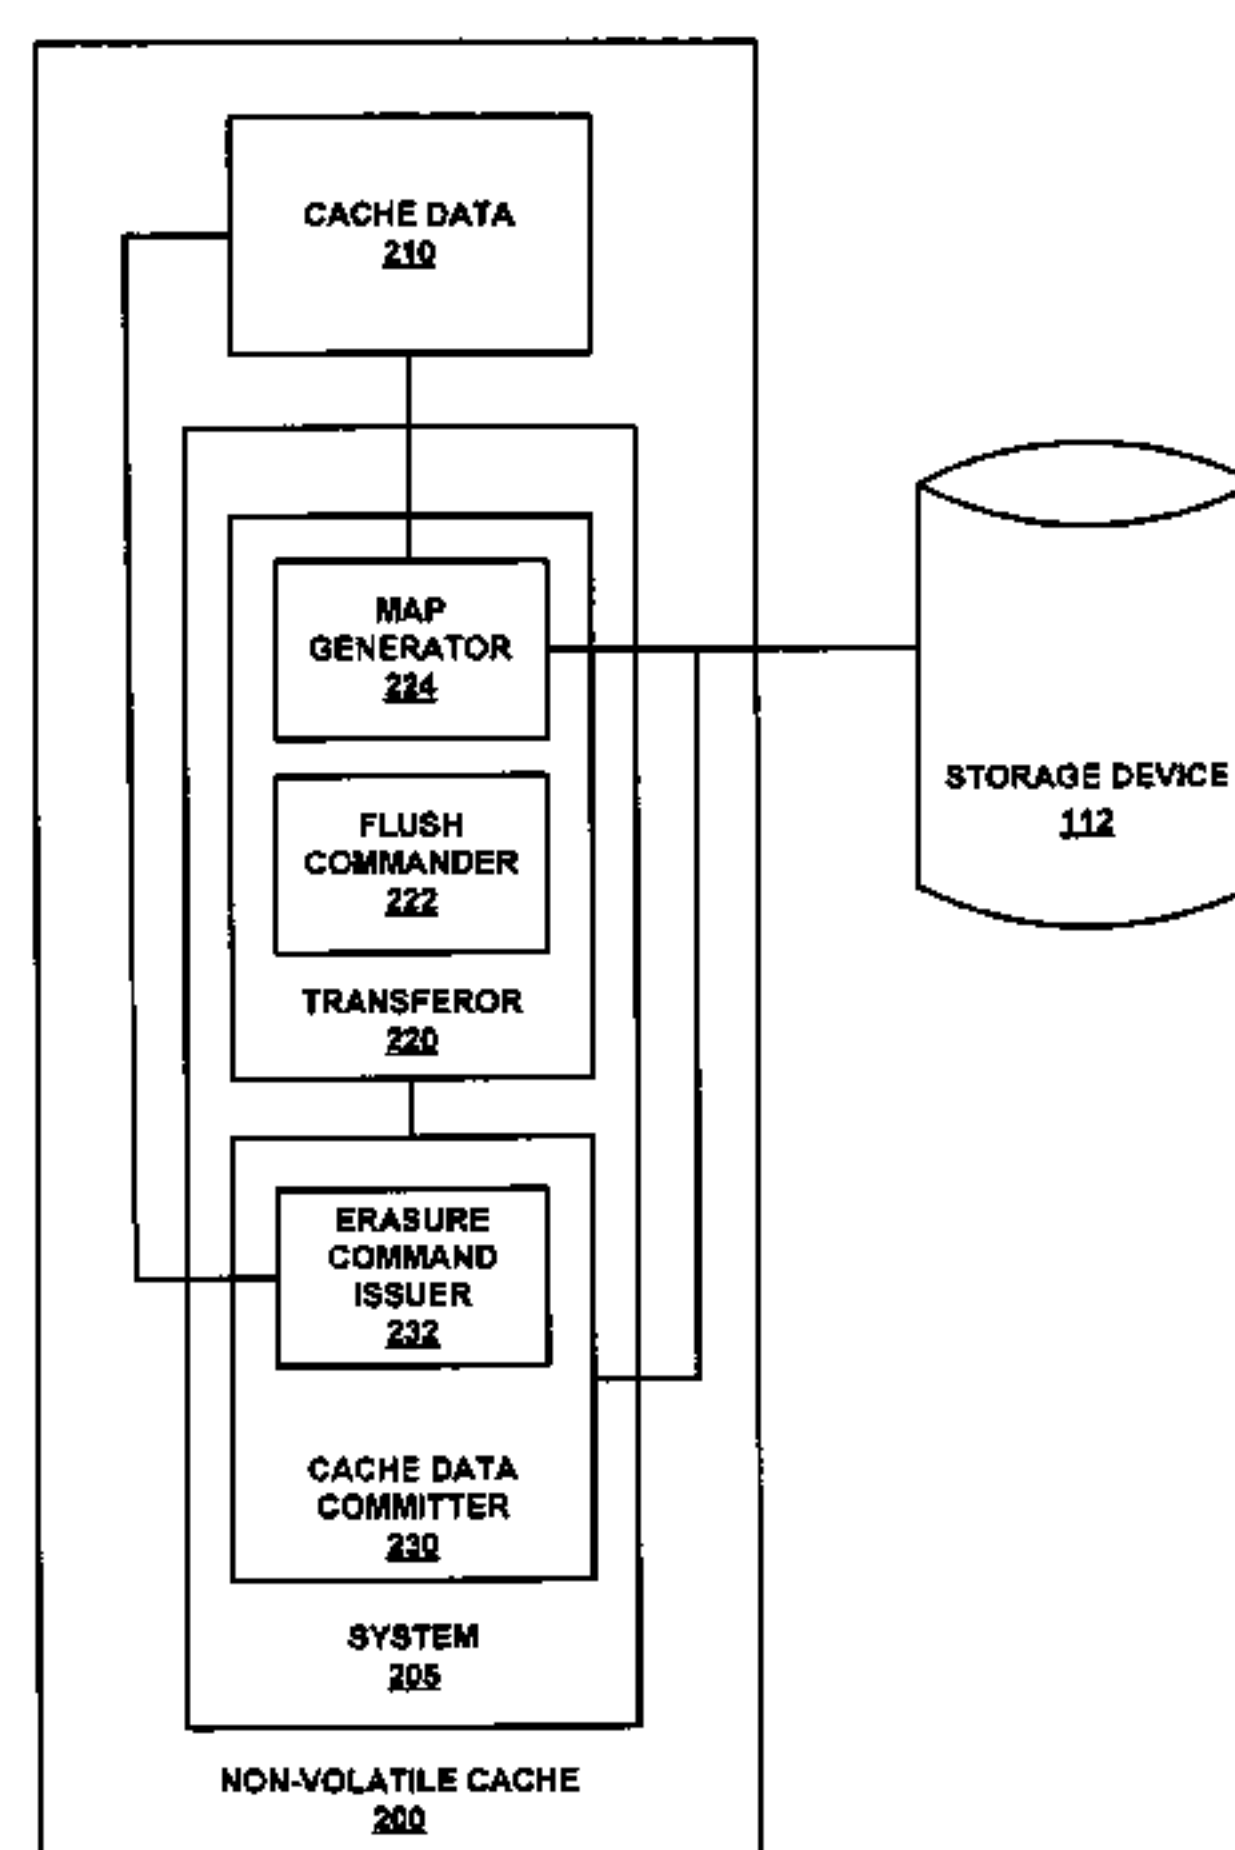 CACHE DATA
210
MAP
GENERATOR
224
FLUSH
COMMANDER
222
TRANSFEROR
220
STORAGE DEVICE
112
ERASURE
COMMAND
ISSUER
232
CACHE DATA
COMMITTER
230
SYSTEM
205
NON-VOLATILE CACHE
200